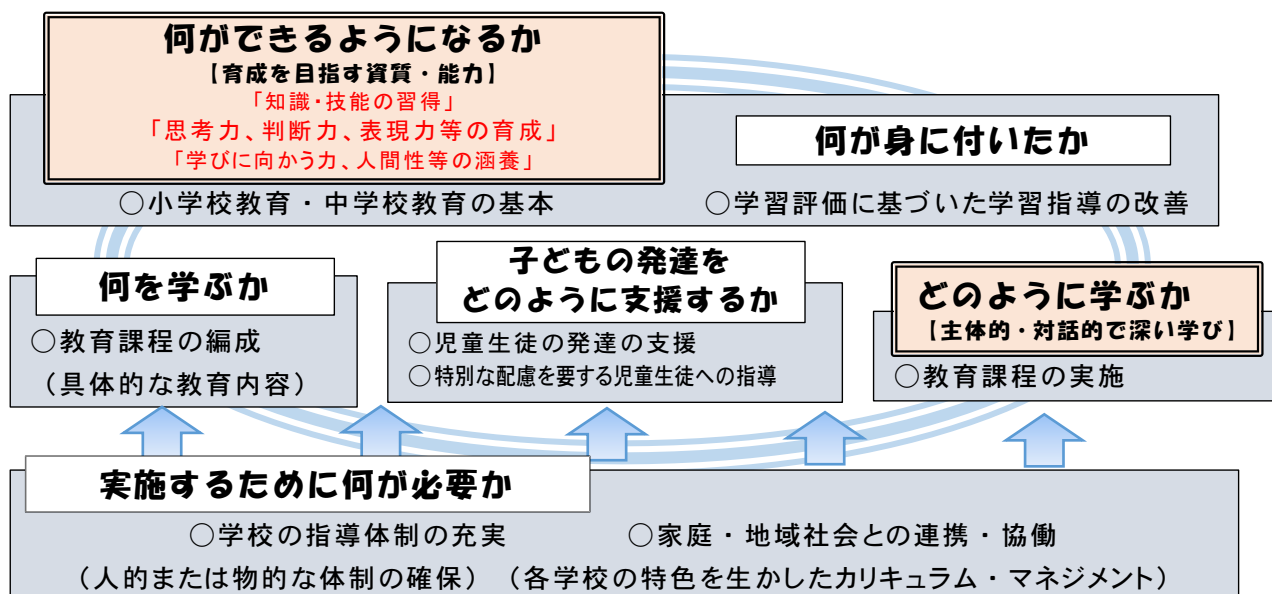 何ができるようになるか
【育成を目指す資質・能力】
「知識・技能の習得」
「思考力、判断力、表現力等の育成」
「学びに向かう力、人間性等の涵養」
○小学校教育・中学校教育の基本
何が身に付いたか
○学習評価に基づいた学習指導の改善
何を学ぶか
○教育課程の編成
（具体的な教育内容）
子どもの発達を
どのように支援するか
○児童生徒の発達の支援
○特別な配慮を要する児童生徒への指導
どのように学ぶか
【主体的・対話的で深い学び】
○教育課程の実施
実施するために何が必要か
○学校の指導体制の充実
○家庭・地域社会との連携・協働
（人的または物的な体制の確保）
（各学校の特色を生かしたカリキュラム・マネジメント）